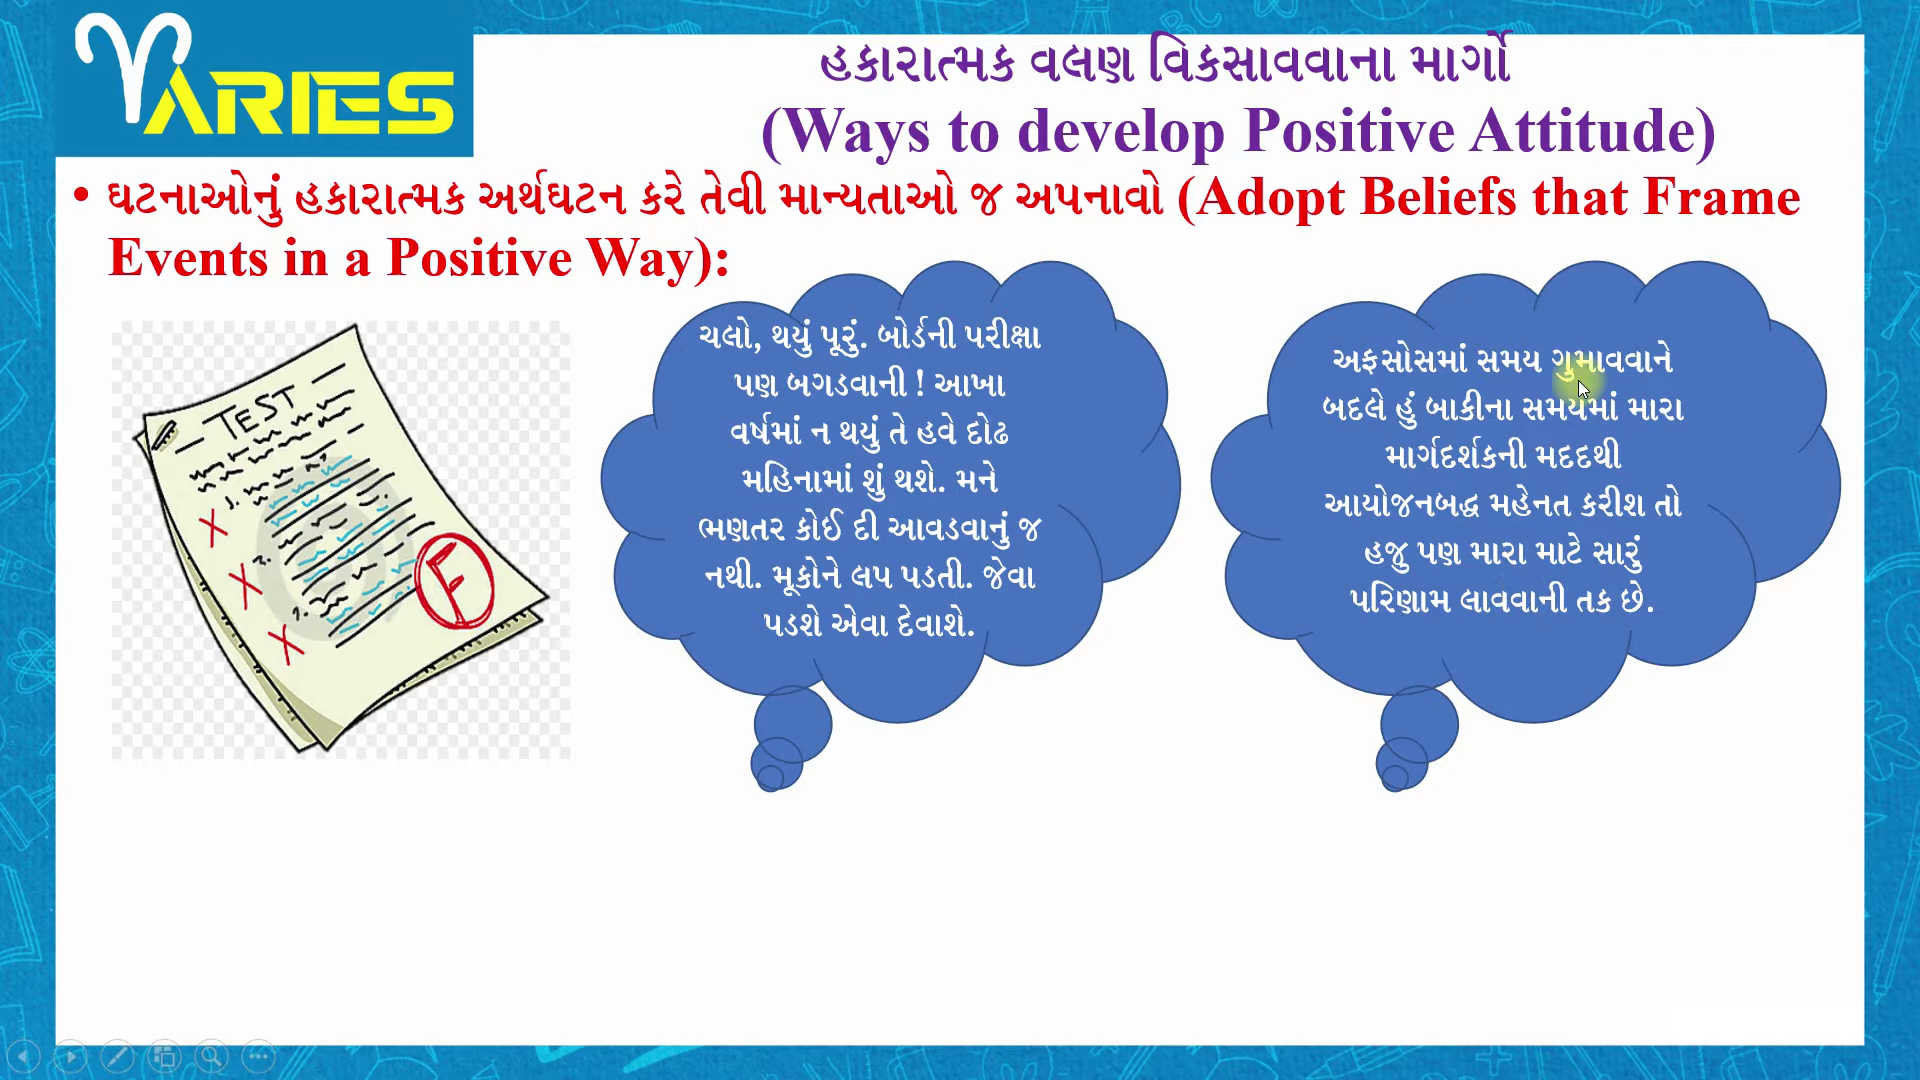 ARIES
હકારાત્મક વલણ વિકસાવવાના માર્ગો
(Ways to develop Positive Attitude)
• ઘટનાઓનું હકારાત્મક અર્થઘટન કરે તેવી માન્યતાઓ જ અપનાવો (Adopt Beliefs that Frame
Events in a Positive Way):
TEST
F
ચલો, થયું પૂરું. બોર્ડની પરીક્ષા
પણ બગડવાની ! આખા
વર્ષમાં ન થયું તે હવે દોઢ
મહિનામાં શું થશે. મને
ભણતર કોઈ દી આવડવાનું જ
નથી. મૂકોને લપ પડતી. જેવા
પડશે એવા દેવાશે.
અફસોસમાં સમય ગુમાવવાને
બદલે હું બાકીના સમયમાં મારા
માર્ગદર્શકની મદદથી
આયોજનબદ્ધ મહેનત કરીશ તો
હજુ પણ મારા માટે સારું
પરિણામ લાવવાની તક છે.